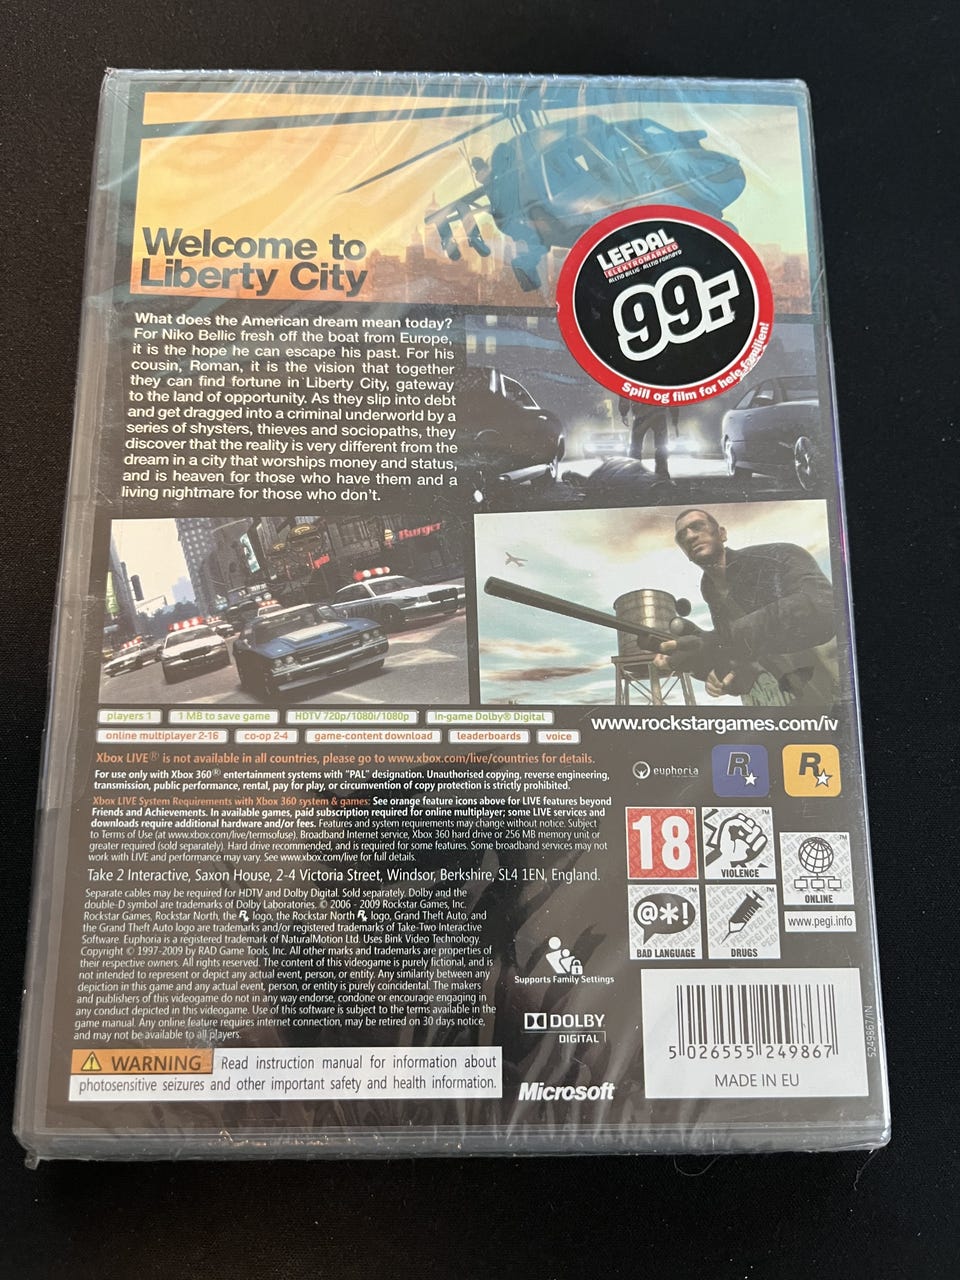 Welcome to
Liberty City
LEFDAL
ELEKTROMARKED
ALLTID BILLIG - ALLTID FORNØYD
99.-
Spill og film for hele familien!
What does the American dream mean today?
For Niko Bellic fresh off the boat from Europe,
it is the hope he can escape his past. For his
cousin, Roman, it is the vision that together
they can find fortune in Liberty City, gateway
to the land of opportunity. As they slip into debt
and get dragged into a criminal underworld by a
series of shysters, thieves and sociopaths, they
discover that the reality is very different from the
dream in a city that worships money and status,
and is heaven for those who have them and a
living nightmare for those who don't.
Burger
players 1
1 MB to save game
HDTV 720p/1080i/1080p
in-game Dolby® Digital
online multiplayer 2-16
co-op 2-4
game-content download
leaderboards
voice
www.rockstargames.com/iv
Xbox LIVE® is not available in all countries, please go to www.xbox.com/live/countries for details.
For use only with Xbox 360® entertainment systems with "PAL" designation. Unauthorised copying, reverse engineering,
transmission, public performance, rental, pay for play, or circumvention of copy protection is strictly prohibited.
euphoria
R
R
Xbox LIVE System Requirements with Xbox 360 system & games: See orange feature icons above for LIVE features beyond
Friends and Achievements. In available games, paid subscription required for online multiplayer; some LIVE services and
downloads require additional hardware and/or fees. Features and system requirements may change without notice. Subject
to Terms of Use (at www.xbox.com/live/termsofuse). Broadband Internet service, Xbox 360 hard drive or 256 MB memory unit or
greater required (sold separately). Hard drive recommended, and is required for some features. Some broadband services may not
work with LIVE and performance may vary. See www.xbox.com/live for full details.
Take 2 Interactive, Saxon House, 2-4 Victoria Street, Windsor, Berkshire, SL4 1EN, England.
Separate cables may be required for HDTV and Dolby Digital. Sold separately. Dolby and the
double-D symbol are trademarks of Dolby Laboratories. © 2006 - 2009 Rockstar Games, Inc.
Rockstar Games, Rockstar North, the R logo, the Rockstar North R logo, Grand Theft Auto, and
the Grand Theft Auto logo are trademarks and/or registered trademarks of Take-Two Interactive
Software. Euphoria is a registered trademark of NaturalMotion Ltd. Uses Bink Video Technology.
Copyright © 1997-2009 by RAD Game Tools, Inc. All other marks and trademarks are properties of
their respective owners. All rights reserved. The content of this videogame is purely fictional, and is
not intended to represent or depict any actual event, person, or entity. Any similarity between any
depiction in this game and any actual event, person, or entity is purely coincidental. The makers
and publishers of this videogame do not in any way endorse, condone or encourage engaging in
any conduct depicted in this videogame. Use of this software is subject to the terms available in the
game manual. Any online feature requires internet connection, may be retired on 30 days notice,
and may not be available to all players.
18
VIOLENCE
ONLINE
@*!
BAD LANGUAGE
DRUGS
www.pegi.info
Supports Family Settings
DOLBY
DIGITAL
5 026555 249867
MADE IN EU
5249867/IN
WARNING Read instruction manual for information about
photosensitive seizures and other important safety and health information.
Microsoft